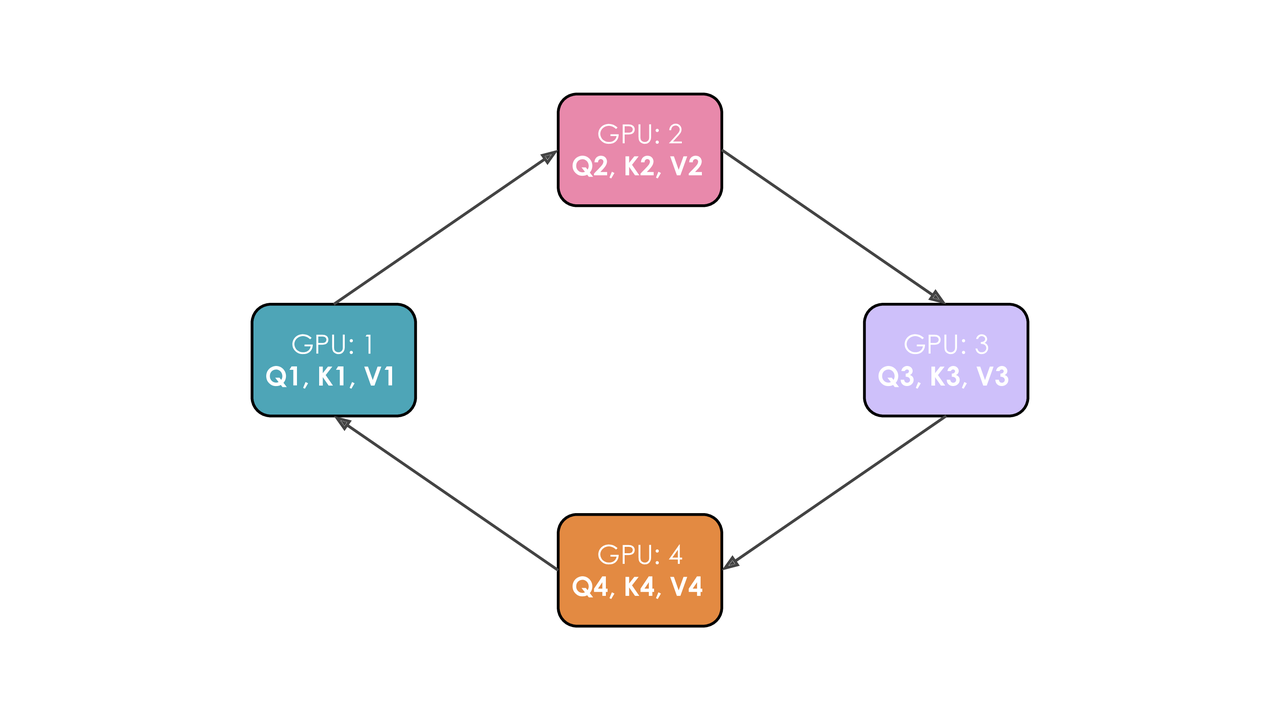 GPU: 2
Q2, K2, V2
GPU: 1
Q1, K1, V1
GPU: 3
Q3, K3, V3
GPU: 4
Q4, K4, V4